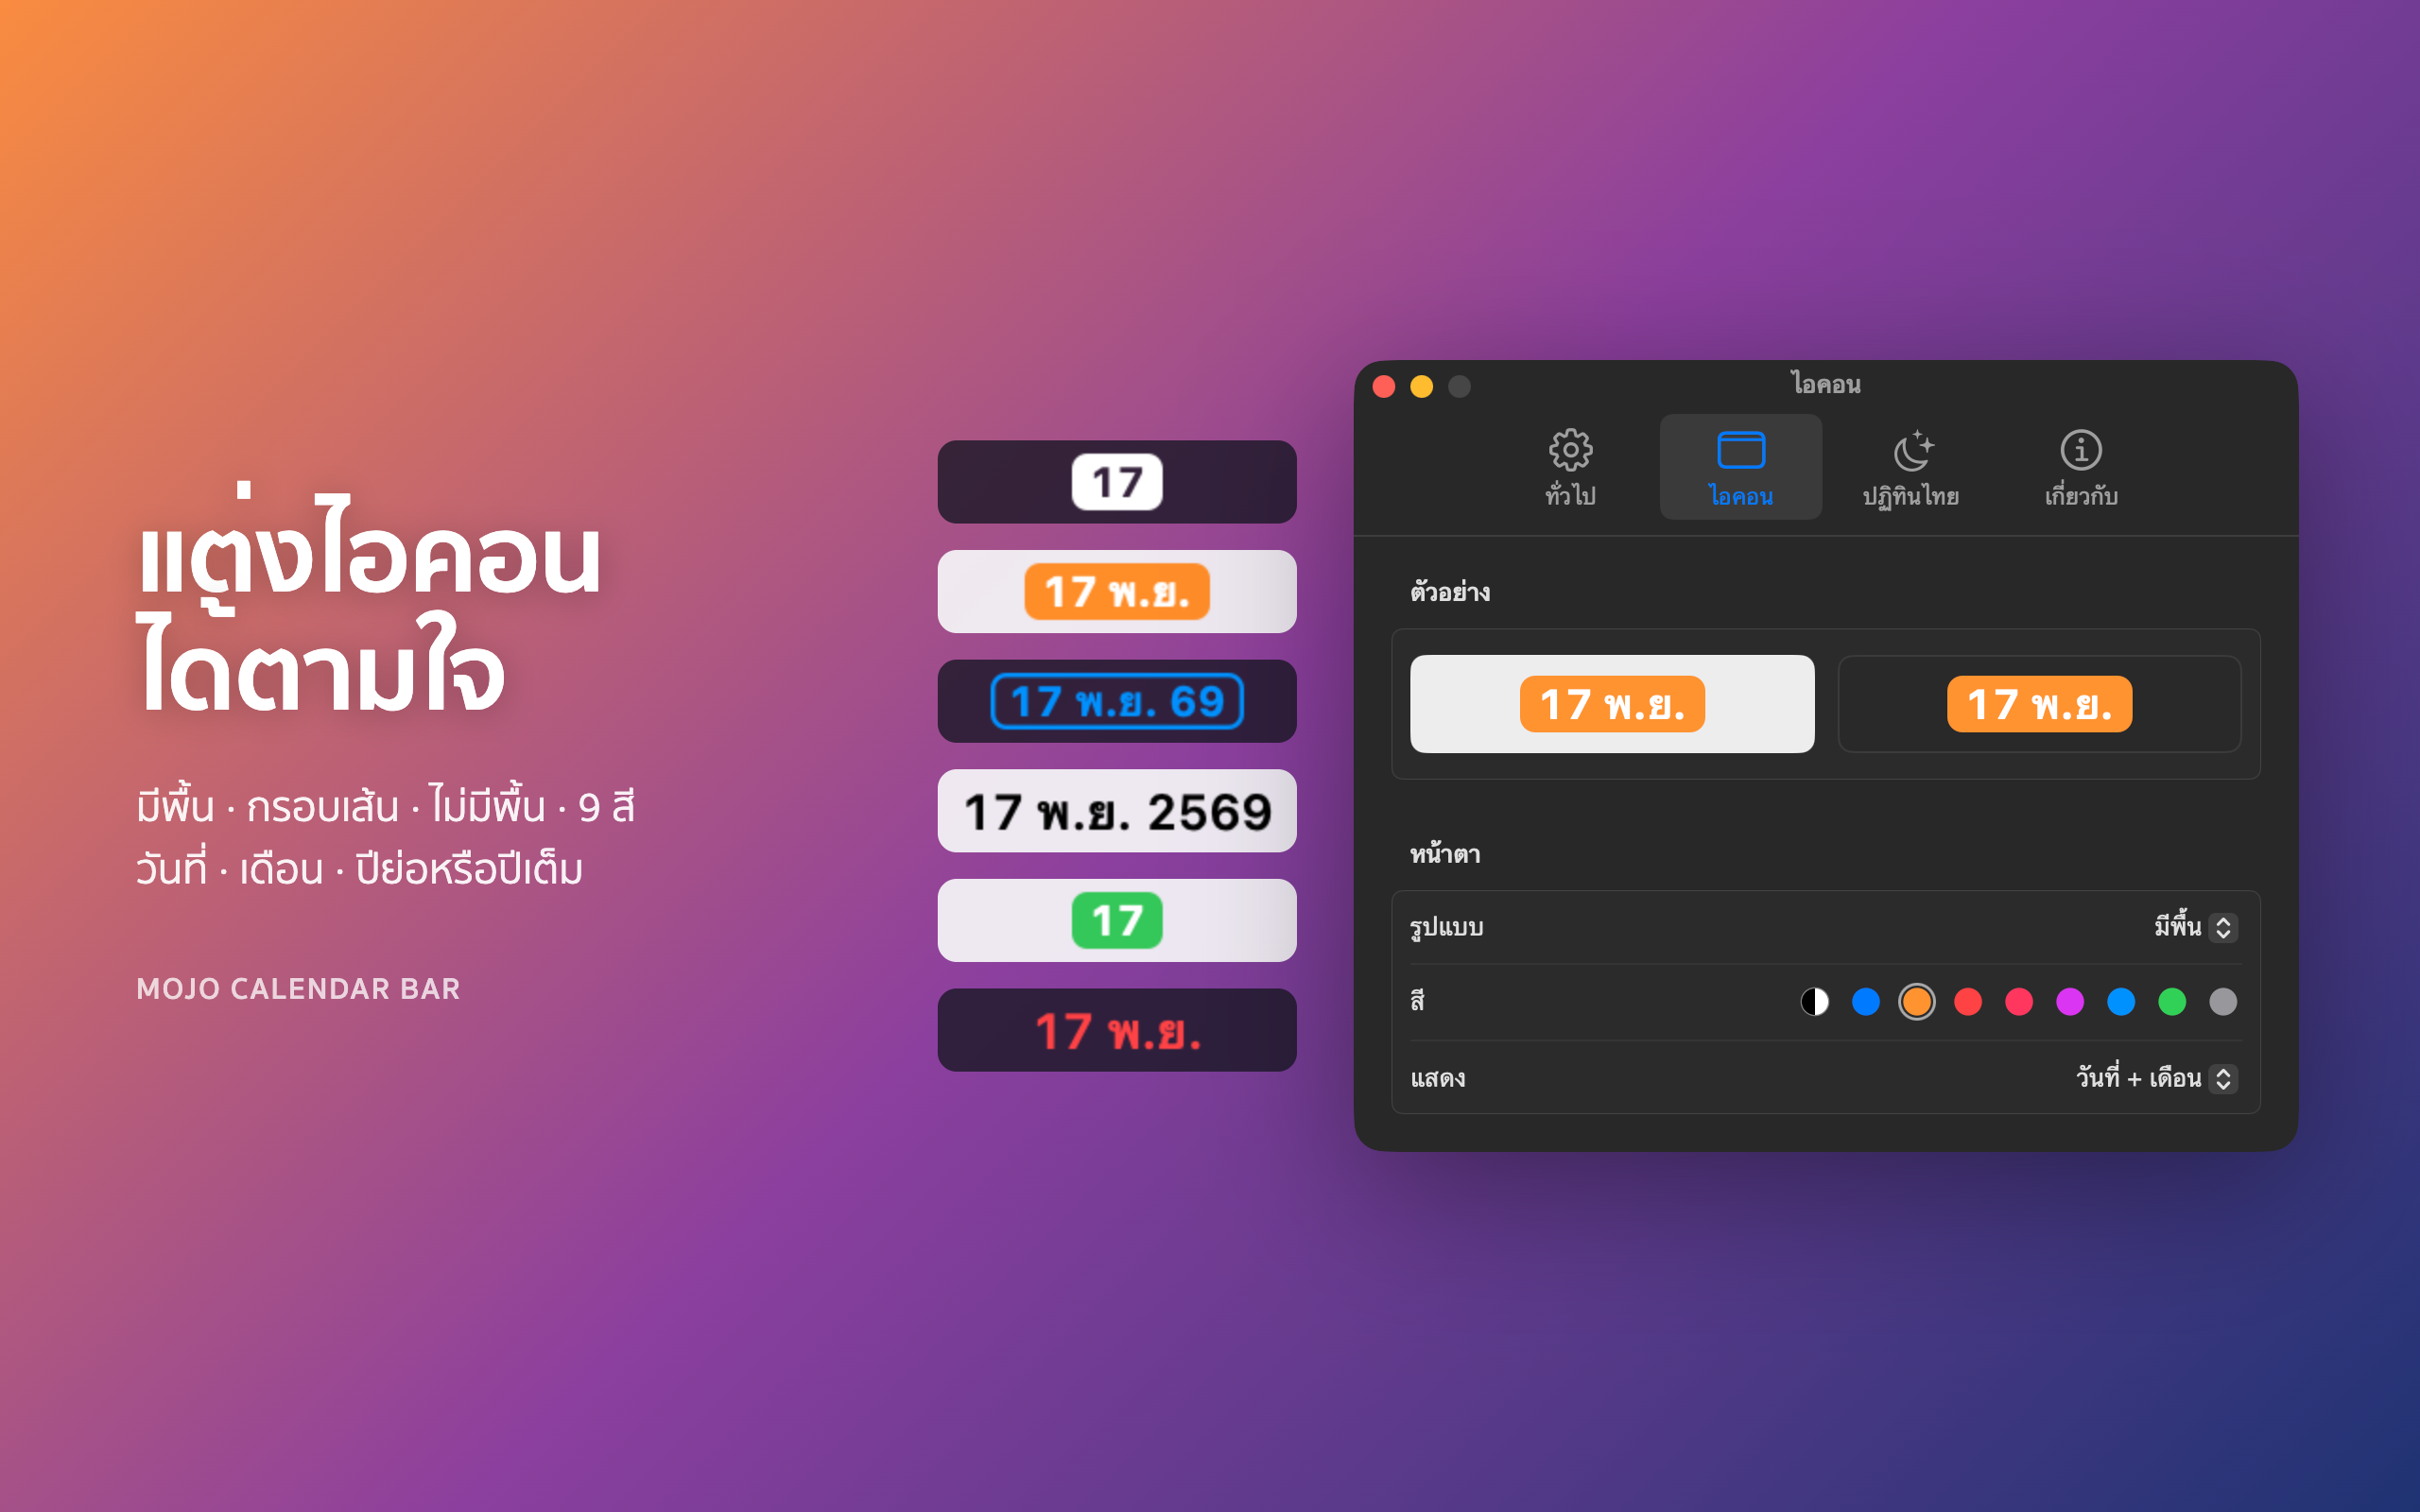 แต่งไอคอน
ได้ตามใจ
มีพื้น · กรอบเส้น · ไม่มีพื้น · 9 สี
วันที่ · เดือน · ปีย่อหรือปีเต็ม
MOJO CALENDAR BAR
17
17 พ.ย.
17 พ.ย. 69
17 พ.ย. 2569
17
17 พ.ย.
ไอคอน
ทั่วไป ไอคอน ปฏิทินไทย เกี่ยวกับ
ตัวอย่าง
17 พ.ย. 17 พ.ย.
หน้าตา
รูปแบบ มีพื้น
สี
แสดง วันที่ + เดือน